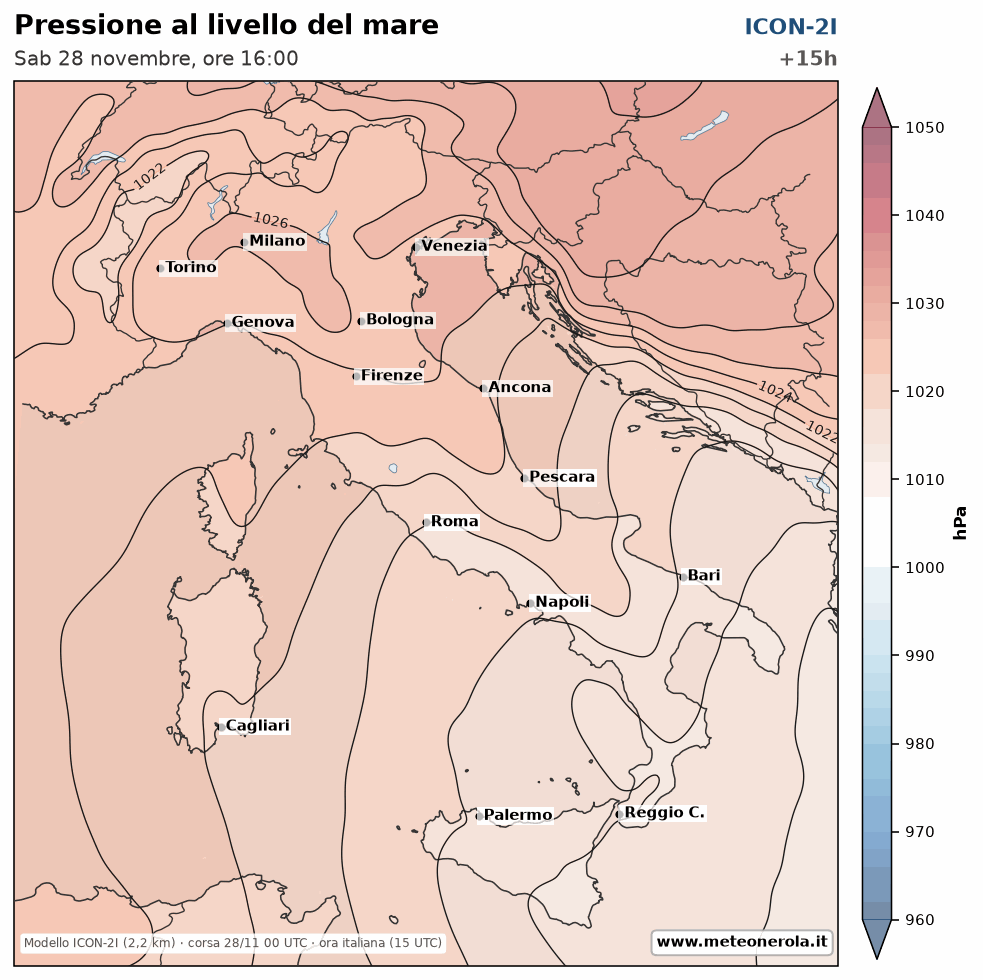 Pressione al livello del mare
ICON-2I
Sab 28 novembre, ore 16:00
+15h
1022
1026
Milano
Venezia
Torino
Genova
Bologna
Firenze
Ancona
1024
1022
Pescara
Roma
Bari
Napoli
Cagliari
Palermo
Reggio C.
Modello ICON-2I (2,2 km) · corsa 28/11 00 UTC · ora italiana (15 UTC)
www.meteonerola.it
1050
1040
1030
1020
1010
1000
990
980
970
960
hPa